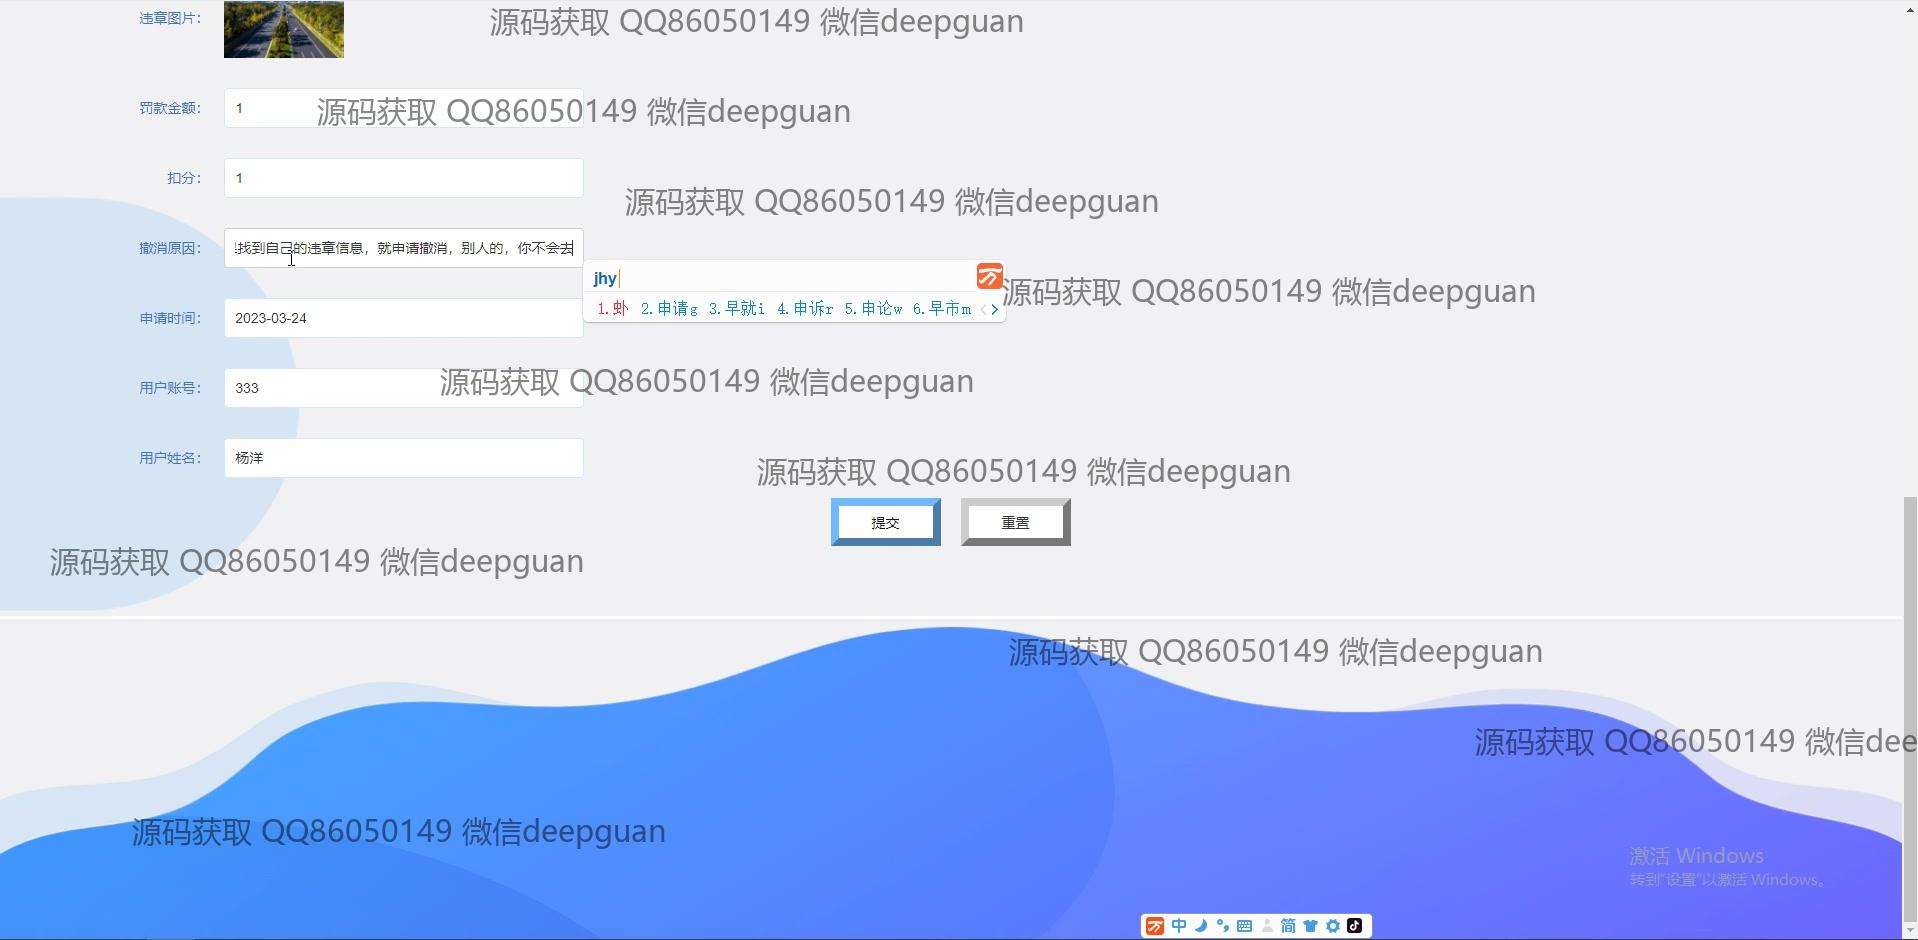 违章图片：
源码获取 QQ86050149 微信deepguan
罚款金额： 1
源码获取 QQ86050149 微信deepguan
扣分： 1
源码获取 QQ86050149 微信deepguan
撤消原因： 找到自己的违章信息，就申请撤消，别人的，你不会去
jhy
源码获取 QQ86050149 微信deepguan
1.虲 2.申请g 3.早就i 4.申诉r 5.申论w 6.早市m
申请时间： 2023-03-24
用户账号： 333
源码获取 QQ86050149 微信deepguan
用户姓名： 杨洋
源码获取 QQ86050149 微信deepguan
提交 重置
源码获取 QQ86050149 微信deepguan
源码获取 QQ86050149 微信deepguan
源码获取 QQ86050149 微信dee
源码获取 QQ86050149 微信deepguan
激活 Windows
转到"设置"以激活 Windows。
中 简